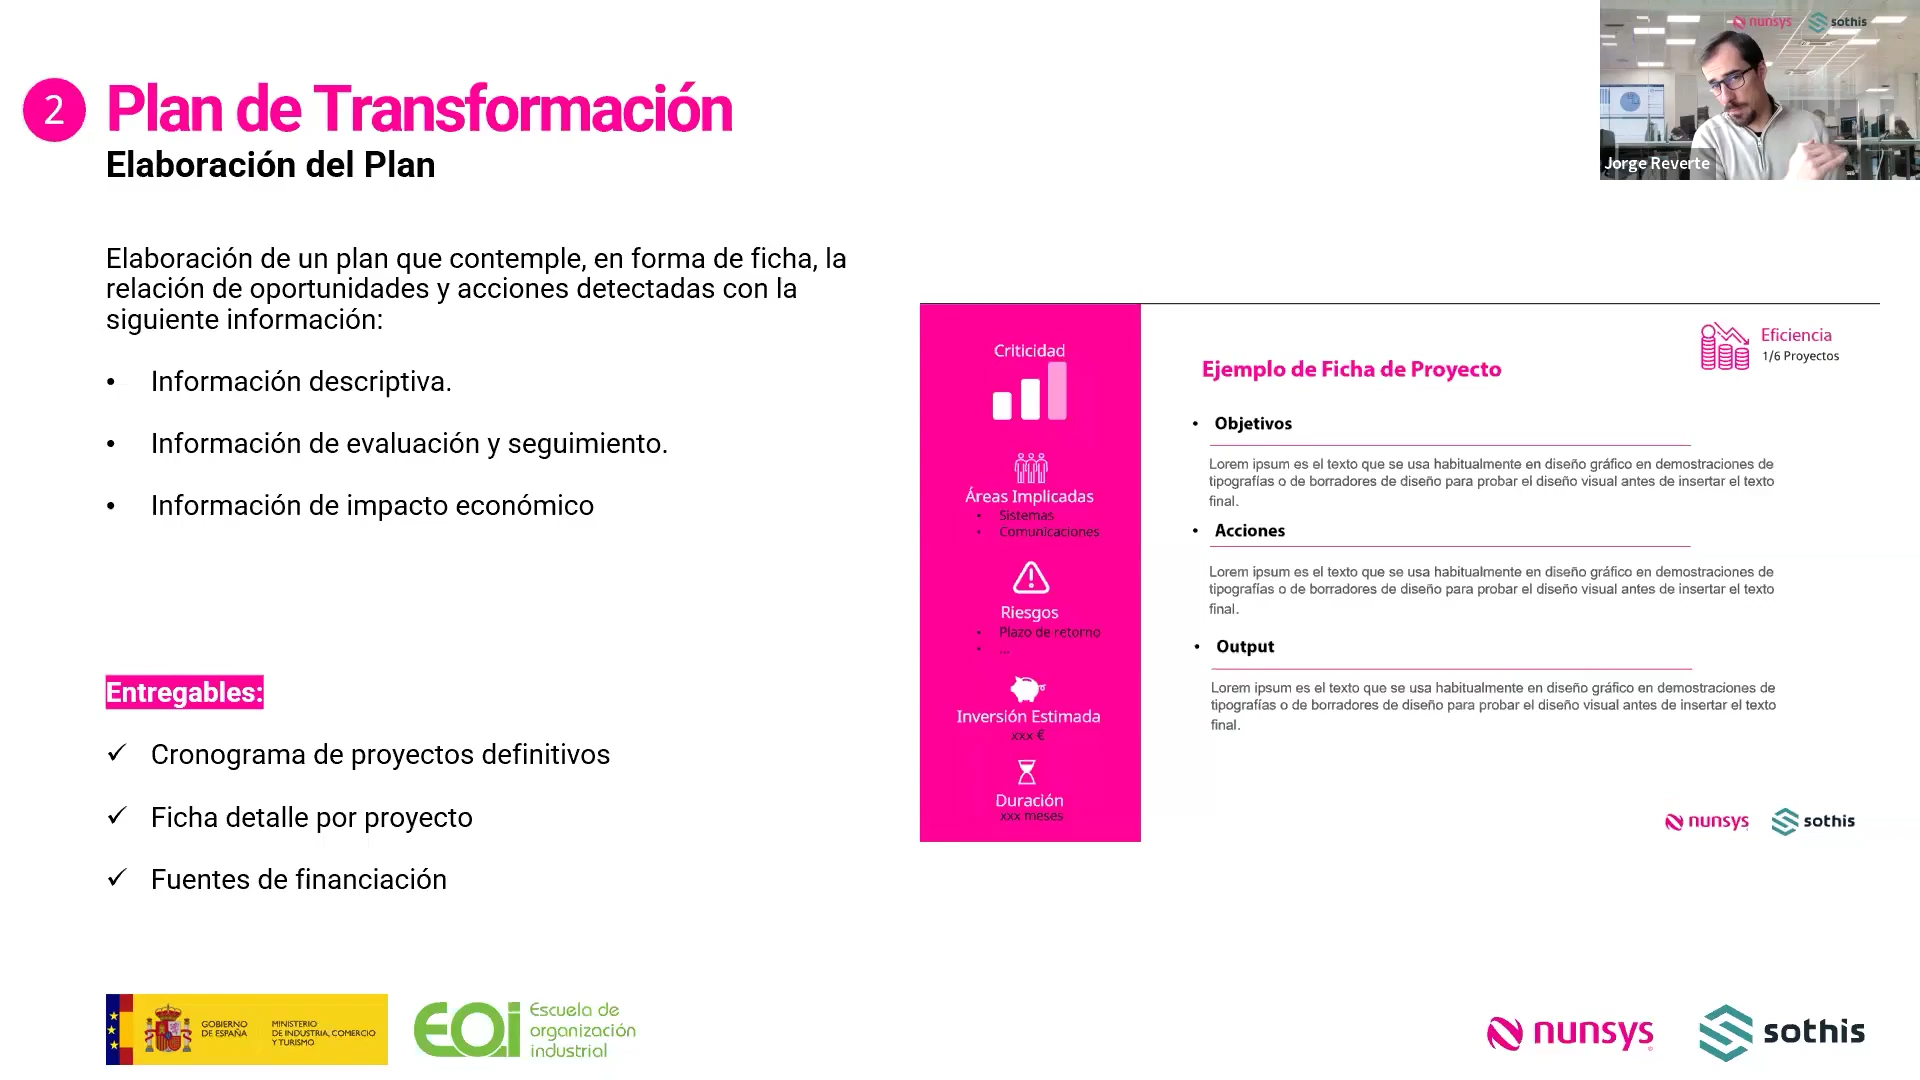 2
Plan de Transformación
Elaboración del Plan
Elaboración de un plan que contemple, en forma de ficha, la
relación de oportunidades y acciones detectadas con la
siguiente información:
• Información descriptiva.
• Información de evaluación y seguimiento.
• Información de impacto económico
Entregables:
✓ Cronograma de proyectos definitivos
✓ Ficha detalle por proyecto
✓ Fuentes de financiación
nunsys sothis
Jorge Reverte
Criticidad
Áreas Implicadas
• Sistemas
• Comunicaciones
Riesgos
• Plazo de retorno
• ...
Inversión Estimada
xxx €
Duración
xxx meses
Eficiencia
1/6 Proyectos
Ejemplo de Ficha de Proyecto
• Objetivos
Lorem ipsum es el texto que se usa habitualmente en diseño gráfico en demostraciones de
tipografías o de borradores de diseño para probar el diseño visual antes de insertar el texto
final.
• Acciones
Lorem ipsum es el texto que se usa habitualmente en diseño gráfico en demostraciones de
tipografías o de borradores de diseño para probar el diseño visual antes de insertar el texto
final.
• Output
Lorem ipsum es el texto que se usa habitualmente en diseño gráfico en demostraciones de
tipografías o de borradores de diseño para probar el diseño visual antes de insertar el texto
final.
nunsys sothis
GOBIERNO
DE ESPAÑA
MINISTERIO
DE INDUSTRIA, COMERCIO
Y TURISMO
EOI
Escuela de
organización
industrial
nunsys sothis